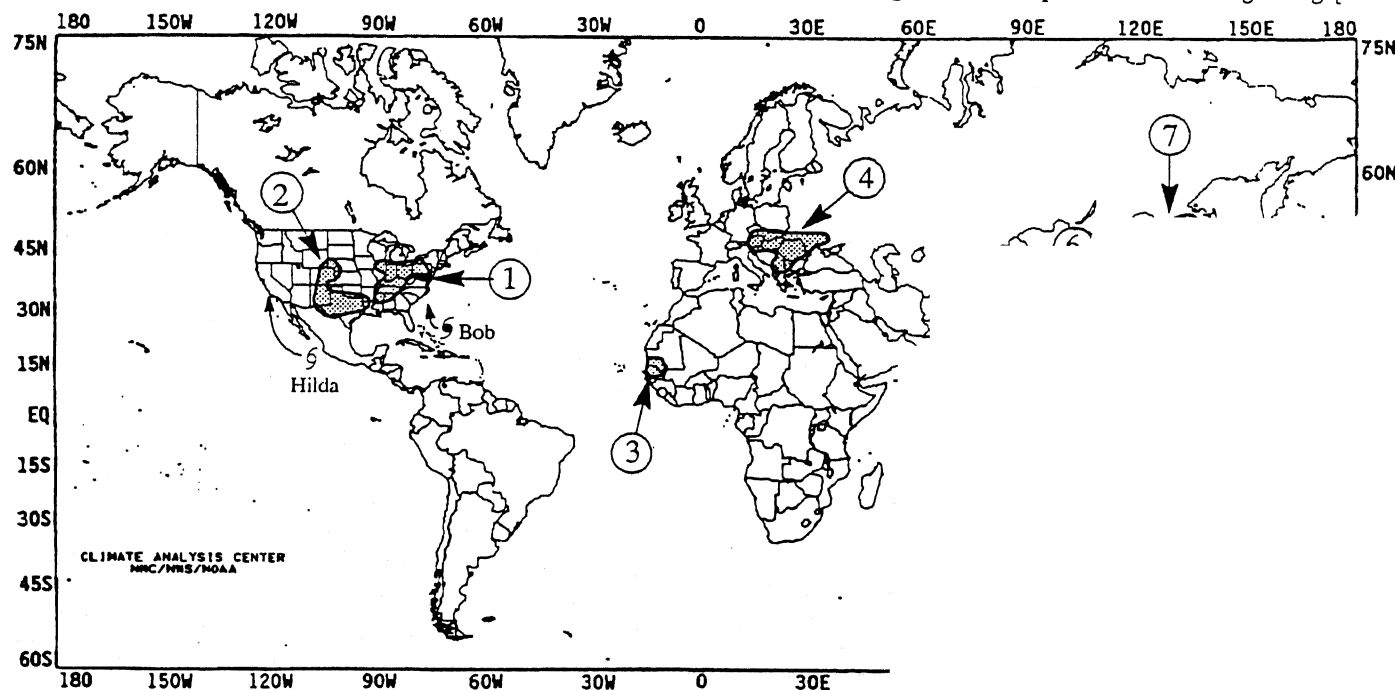 180 150W 120W 90W 60W 30W 0 30E 60E 90E 120E 150E 180
75N 75N
7
60N 60N
2
4
45N
6
1
30N
Bob
15N
Hilda
EQ
3
15S
30S
CLIMATE ANALYSIS CENTER
NMC/NWS/NOAA
45S
60S
180 150W 120W 90W 60W 30W 0 30E